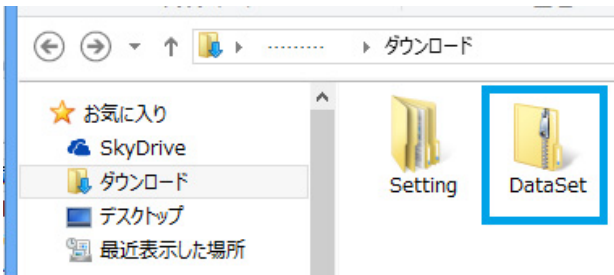 ダウンロード
お気に入り
SkyDrive
ダウンロード
デスクトップ
最近表示した場所
Setting
DataSet